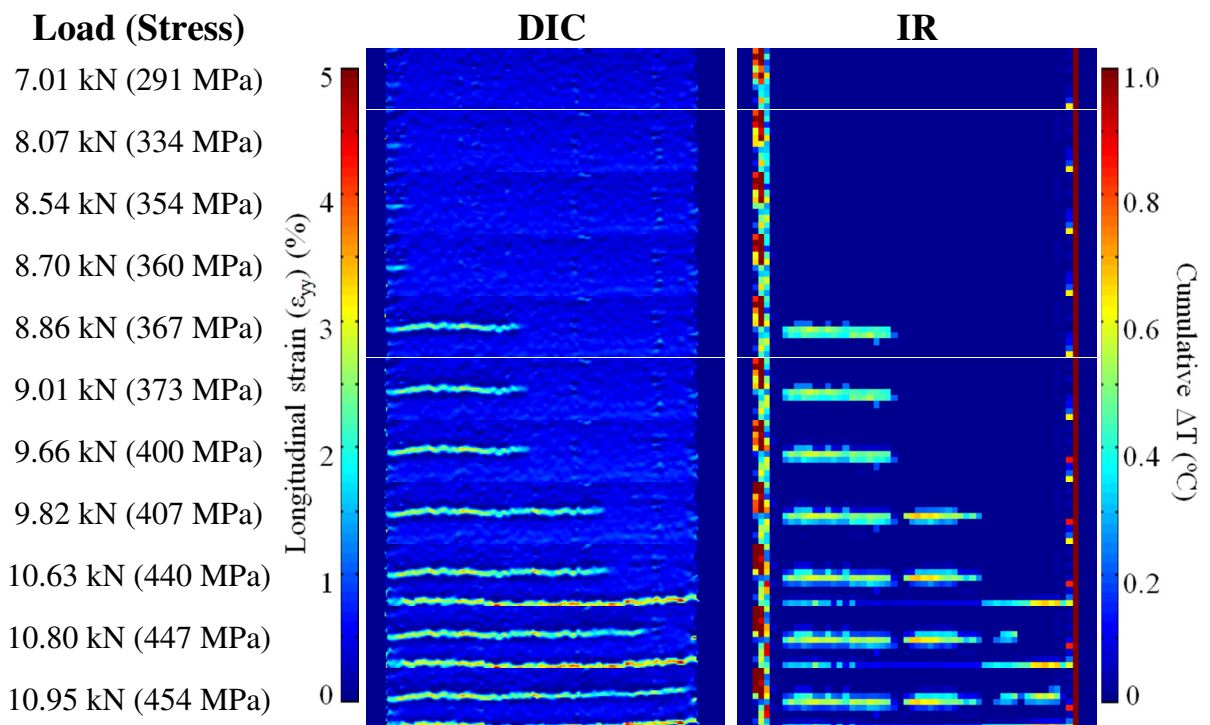 Load (Stress) DIC IR
7.01 kN (291 MPa)
8.07 kN (334 MPa)
8.54 kN (354 MPa)
8.70 kN (360 MPa)
8.86 kN (367 MPa)
9.01 kN (373 MPa)
9.66 kN (400 MPa)
9.82 kN (407 MPa)
10.63 kN (440 MPa)
10.80 kN (447 MPa)
10.95 kN (454 MPa)
5
4
3
2
1
0
Longitudinal strain (εyy) (%)
1.0
0.8
0.6
0.4
0.2
0
Cumulative ΔT (ºC)